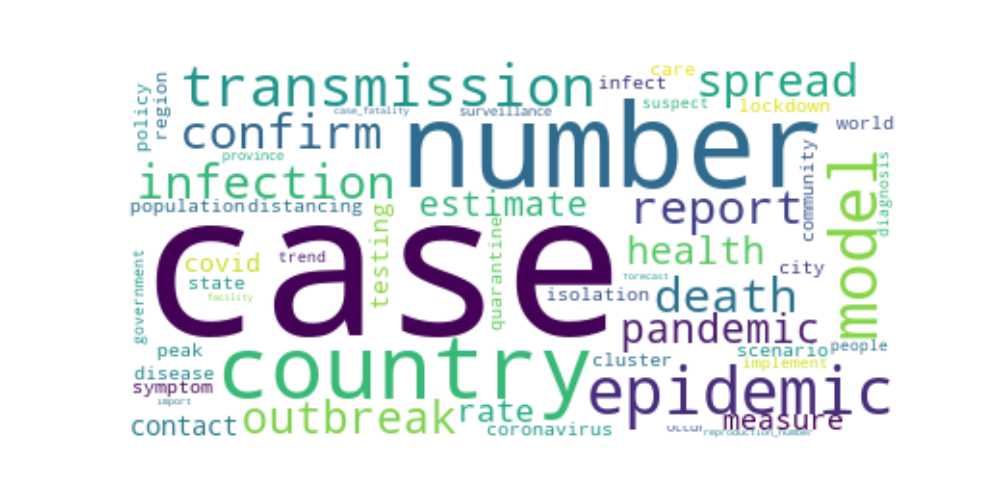 care
transmission
infect
spread
policy
region
case_fatality
surveillance
suspect
lockdown
confirm
number
world
province
community
infection
model
diagnosis
population
distancing
estimate
report
testing
quarantine
case
health
government
covid
trend
city
state
forecast
facility
isolation
death
pandemic
peak
country
cluster
scenario
people
disease
implement
symptom
epidemic
import
outbreak
rate
measure
contact
coronavirus
occur
reproduction_number